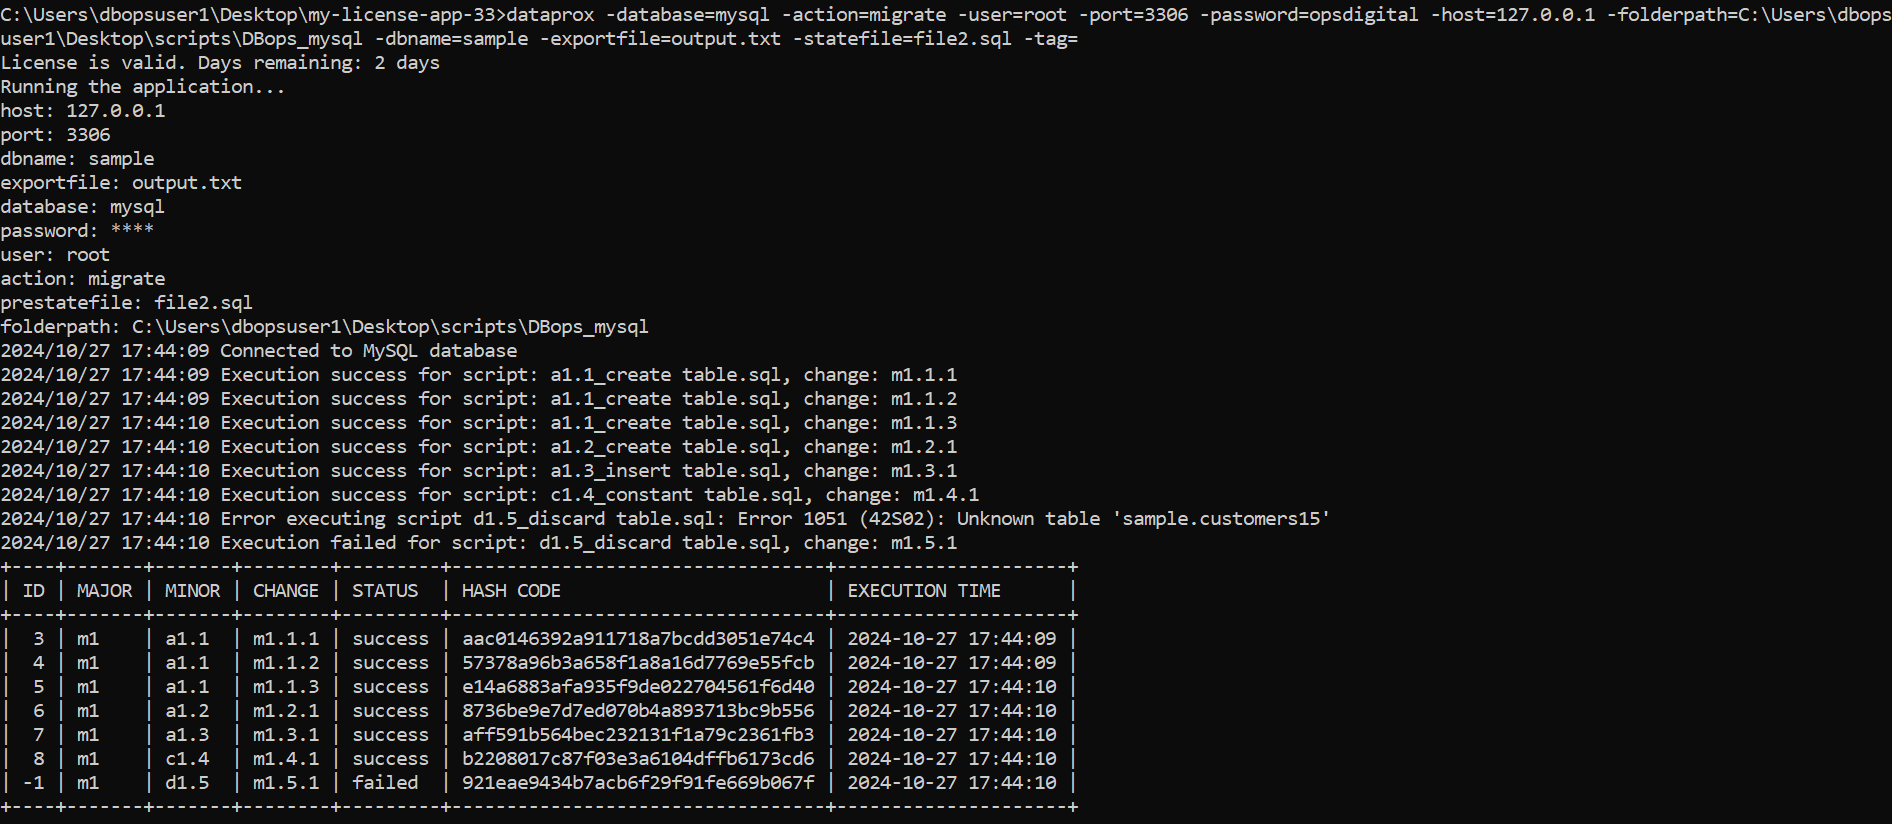 C:\Users\dbopsuser1\Desktop\my-license-app-33>dataprox -database=mysql -action=migrate -user=root -port=3306 -password=opsdigital -host=127.0.0.1 -folderpath=C:\Users\dbops
user1\Desktop\scripts\DBops_mysql -dbname=sample -exportfile=output.txt -statefile=file2.sql -tag=
License is valid. Days remaining: 2 days
Running the application...
host: 127.0.0.1
port: 3306
dbname: sample
exportfile: output.txt
database: mysql
password: ****
user: root
action: migrate
prestatefile: file2.sql
folderpath: C:\Users\dbopsuser1\Desktop\scripts\DBops_mysql
2024/10/27 17:44:09 Connected to MySQL database
2024/10/27 17:44:09 Execution success for script: a1.1_create table.sql, change: m1.1.1
2024/10/27 17:44:09 Execution success for script: a1.1_create table.sql, change: m1.1.2
2024/10/27 17:44:10 Execution success for script: a1.1_create table.sql, change: m1.1.3
2024/10/27 17:44:10 Execution success for script: a1.2_create table.sql, change: m1.2.1
2024/10/27 17:44:10 Execution success for script: a1.3_insert table.sql, change: m1.3.1
2024/10/27 17:44:10 Execution success for script: c1.4_constant table.sql, change: m1.4.1
2024/10/27 17:44:10 Error executing script d1.5_discard table.sql: Error 1051 (42S02): Unknown table 'sample.customers15'
2024/10/27 17:44:10 Execution failed for script: d1.5_discard table.sql, change: m1.5.1
+----+-------+-------+--------+---------+----------------------------------+---------------------+
| ID | MAJOR | MINOR | CHANGE | STATUS  | HASH CODE                        | EXECUTION TIME      |
+----+-------+-------+--------+---------+----------------------------------+---------------------+
|  3 | m1    | a1.1  | m1.1.1 | success | aac0146392a911718a7bcdd3051e74c4 | 2024-10-27 17:44:09 |
|  4 | m1    | a1.1  | m1.1.2 | success | 57378a96b3a658f1a8a16d7769e55fcb | 2024-10-27 17:44:09 |
|  5 | m1    | a1.1  | m1.1.3 | success | e14a6883afa935f9de022704561f6d40 | 2024-10-27 17:44:10 |
|  6 | m1    | a1.2  | m1.2.1 | success | 8736be9e7d7ed070b4a893713bc9b556 | 2024-10-27 17:44:10 |
|  7 | m1    | a1.3  | m1.3.1 | success | aff591b564bec232131f1a79c2361fb3 | 2024-10-27 17:44:10 |
|  8 | m1    | c1.4  | m1.4.1 | success | b2208017c87f03e3a6104dffb6173cd6 | 2024-10-27 17:44:10 |
| -1 | m1    | d1.5  | m1.5.1 | failed  | 921eae9434b7acb6f29f91fe669b067f | 2024-10-27 17:44:10 |
+----+-------+-------+--------+---------+----------------------------------+---------------------+